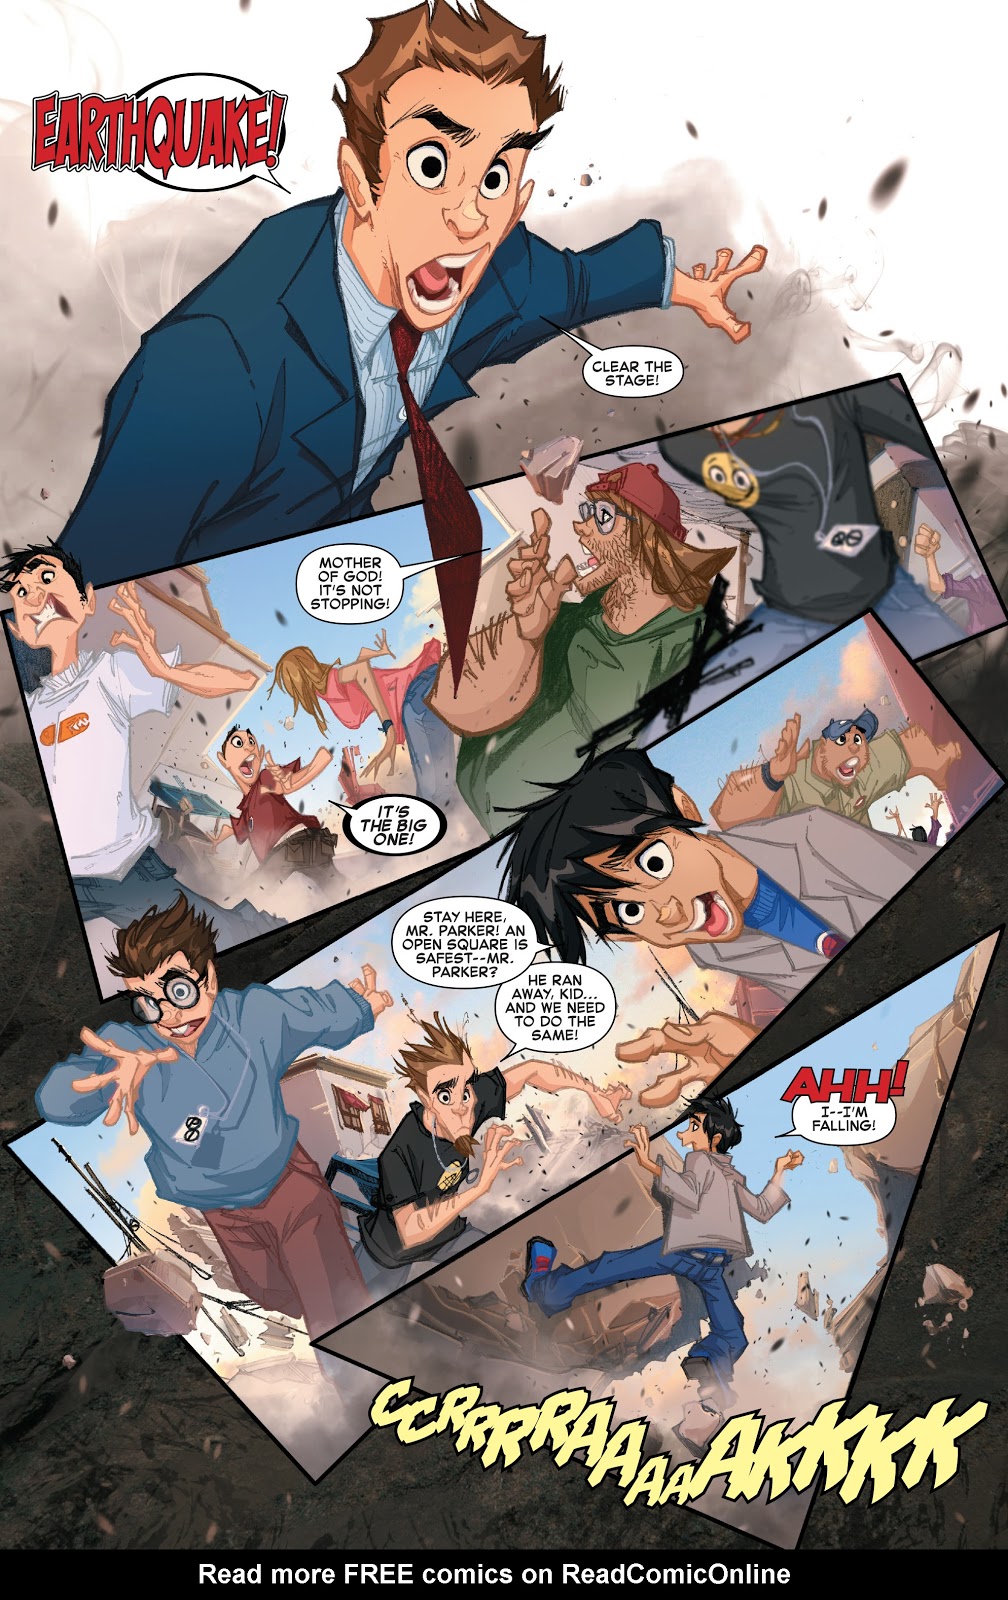 EARTHQUAKE!
CLEAR THE
STAGE!
MOTHER
OF GOD!
IT'S NOT
STOPPING!
IT'S
THE BIG
ONE!
STAY HERE,
MR. PARKER! AN
OPEN SQUARE IS
SAFEST--MR.
PARKER?
HE RAN
AWAY, KID...
AND WE NEED
TO DO THE
SAME!
AHH!
I--I'M
FALLING!
CCRRRRRAAAAAKKKKK
Read more FREE comics on ReadComicOnline